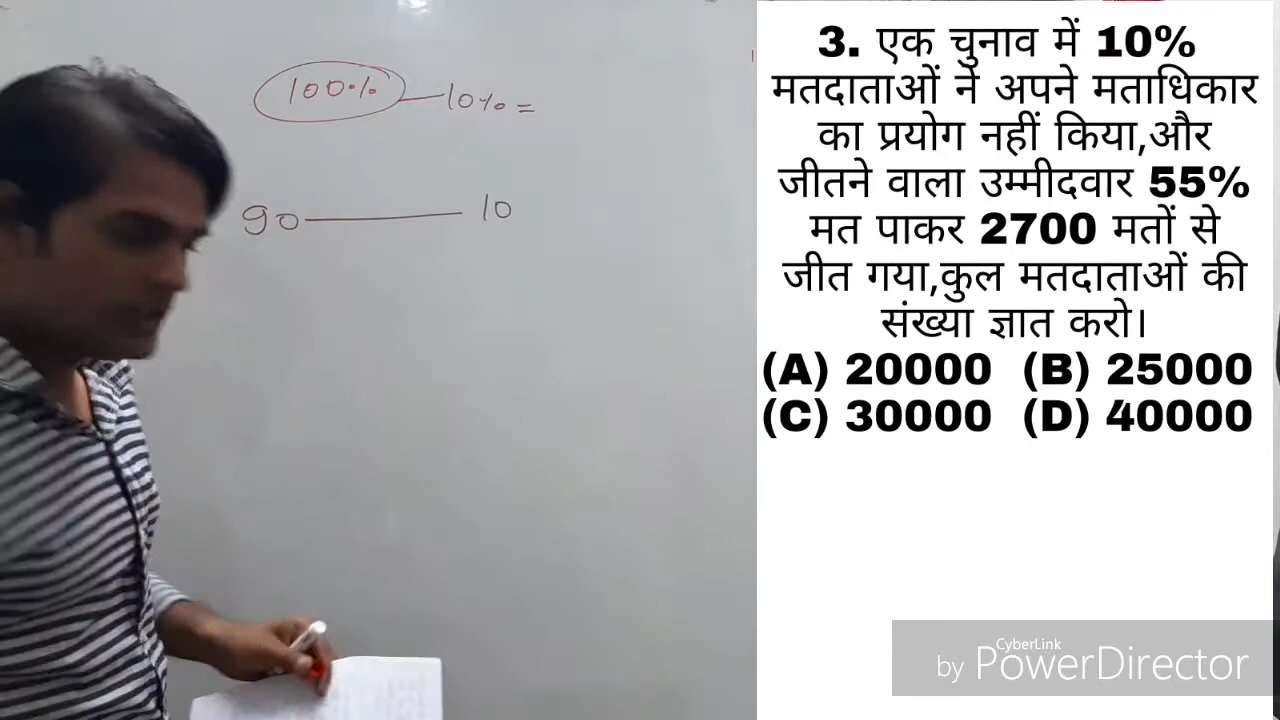 100%
10% =
90
10
3. एक चुनाव में 10%
मतदाताओं ने अपने मताधिकार
का प्रयोग नहीं किया,और
जीतने वाला उम्मीदवार 55%
मत पाकर 2700 मतों से
जीत गया,कुल मतदाताओं की
संख्या ज्ञात करो।
(A) 20000 (B) 25000
(C) 30000 (D) 40000
CyberLink
by PowerDirector